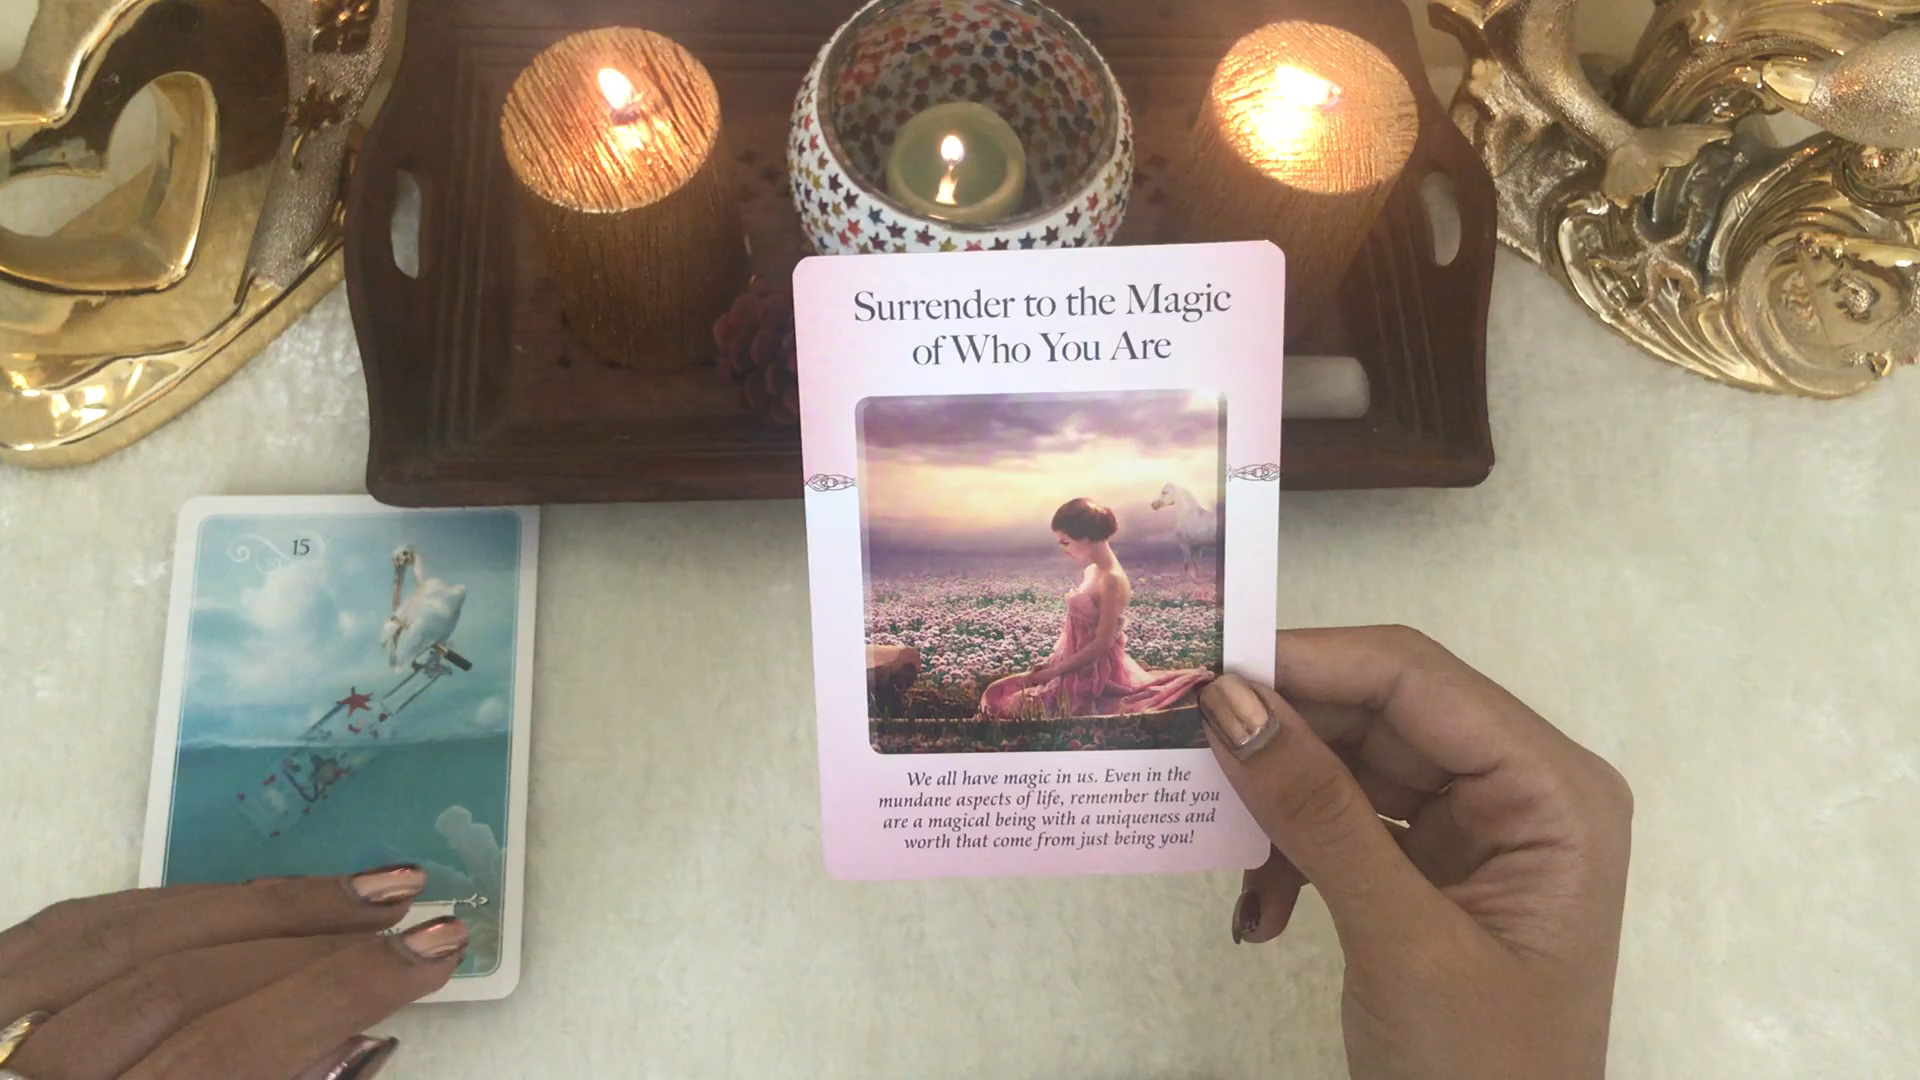 Surrender to the Magic
of Who You Are
We all have magic in us. Even in the
mundane aspects of life, remember that you
are a magical being with a uniqueness and
worth that come from just being you!
15